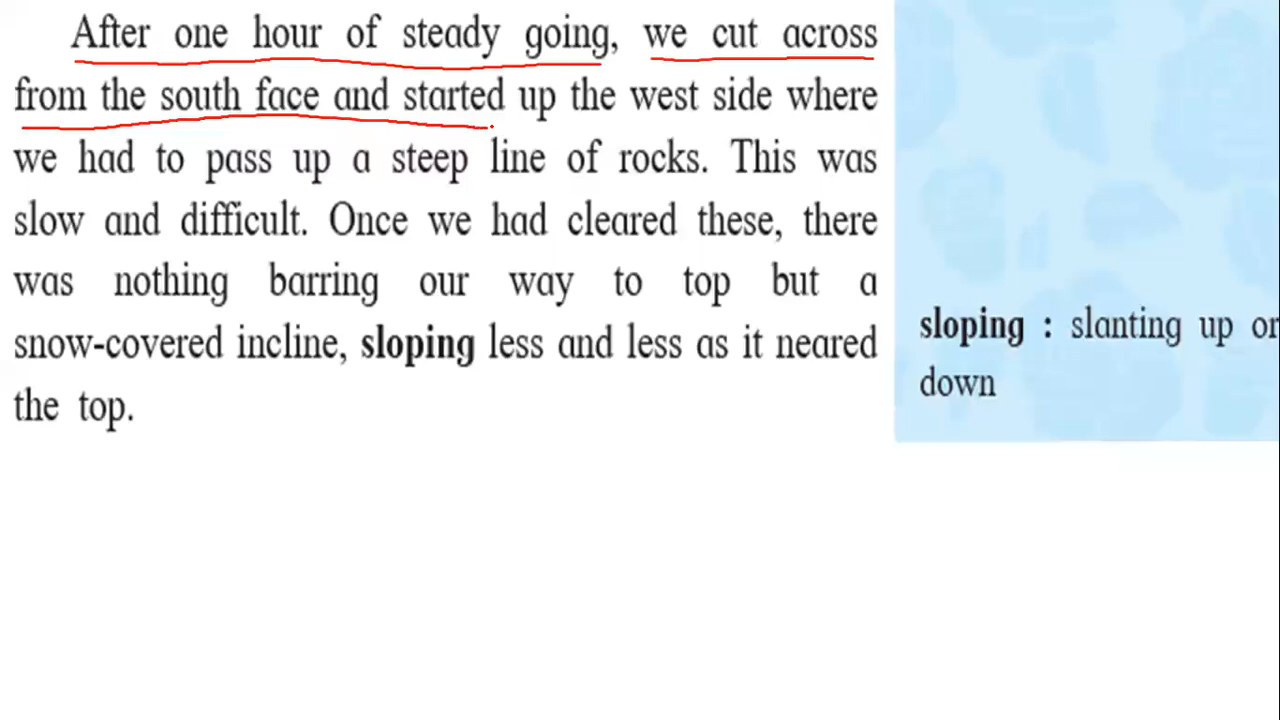 After one hour of steady going, we cut across
from the south face and started up the west side where
we had to pass up a steep line of rocks. This was
slow and difficult. Once we had cleared these, there
was nothing barring our way to top but a
snow-covered incline, sloping less and less as it neared
the top.
sloping : slanting up or
down